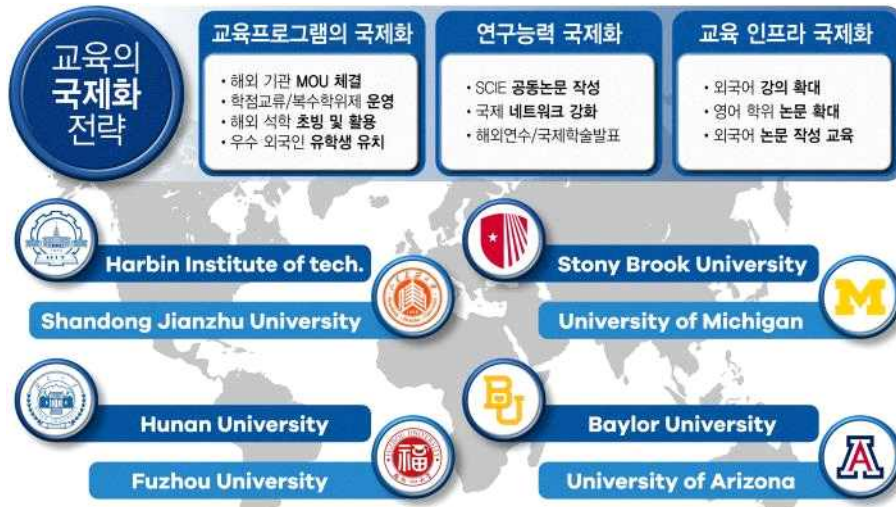 교육의
국제화
전략
교육프로그램의 국제화
• 해외 기관 MOU 체결
• 학점교류/복수학위제 운영
• 해외 석학 초빙 및 활용
• 우수 외국인 유학생 유치
연구능력 국제화
• SCIE 공동논문 작성
• 국제 네트워크 강화
• 해외연수/국제학술발표
교육 인프라 국제화
• 외국어 강의 확대
• 영어 학위 논문 확대
• 외국어 논문 작성 교육
Harbin Institute of tech.
Stony Brook University
Shandong Jianzhu University
University of Michigan
M
Hunan University
BU
Baylor University
Fuzhou University
福
University of Arizona
A